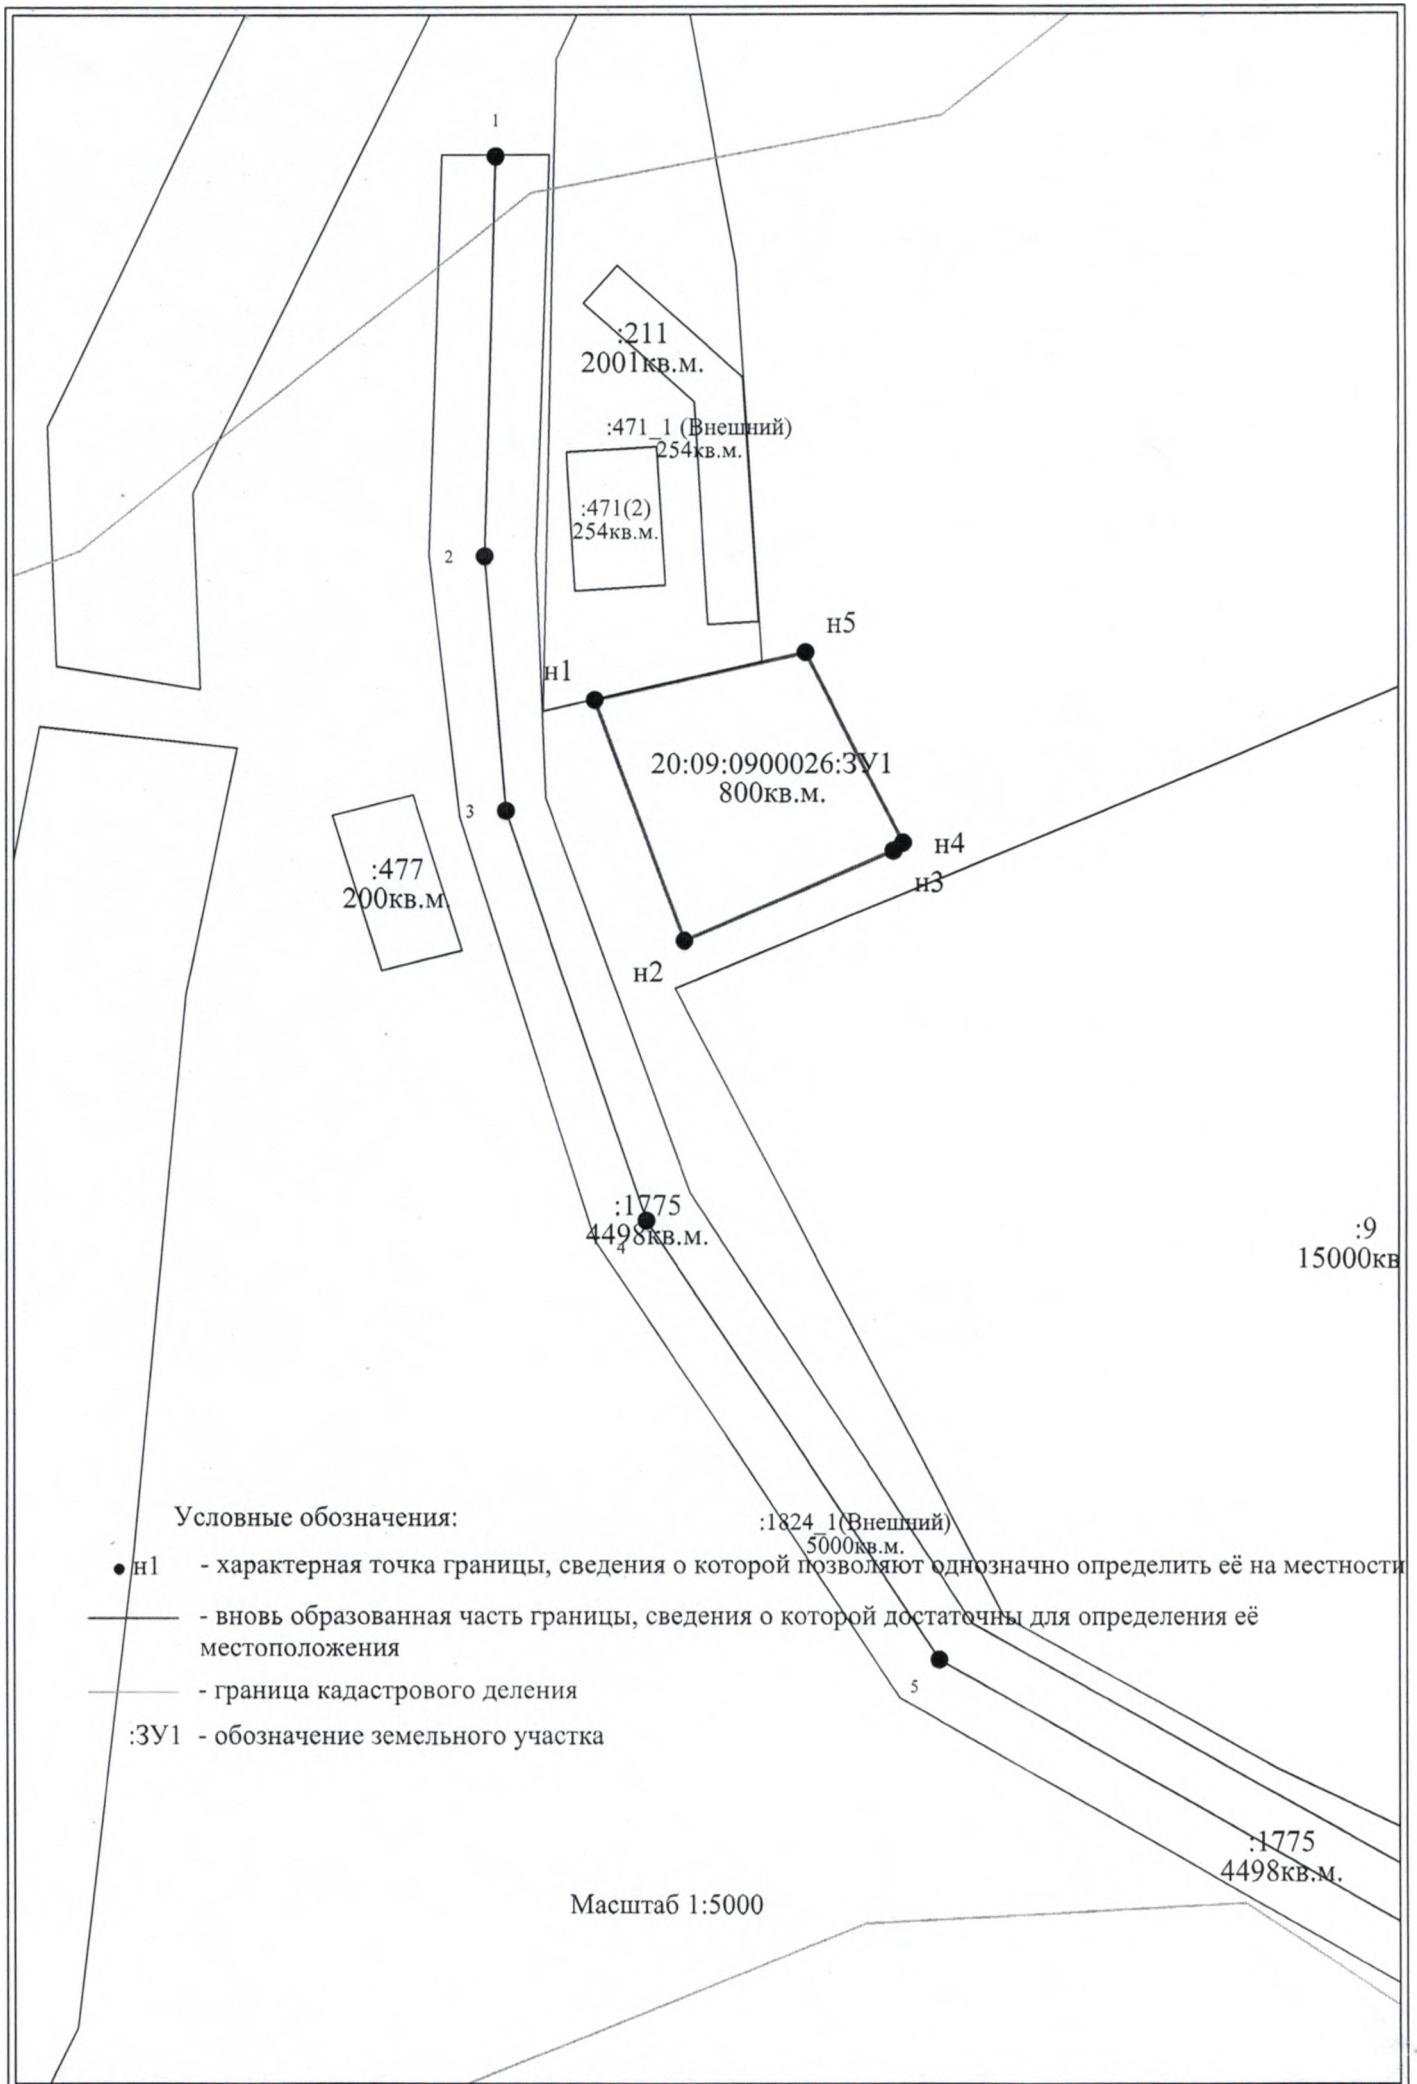 1
:211
2001кв.м.
:471_1 (Внешний)
254кв.м.
:471(2)
254кв.м.
2
н5
н1
20:09:0900026:ЗУ1
800кв.м.
3
н4
:477
200кв.м.
н3
н2
:1775
4498кв.м.
4
:9
15000кв
Условные обозначения:
:1824_1(Внешний)
5000кв.м.
н1 - характерная точка границы, сведения о которой позволяют однозначно определить её на местности
- вновь образованная часть границы, сведения о которой достаточны для определения её
местоположения
5
- граница кадастрового деления
:ЗУ1 - обозначение земельного участка
:1775
4498кв.м.
Масштаб 1:5000